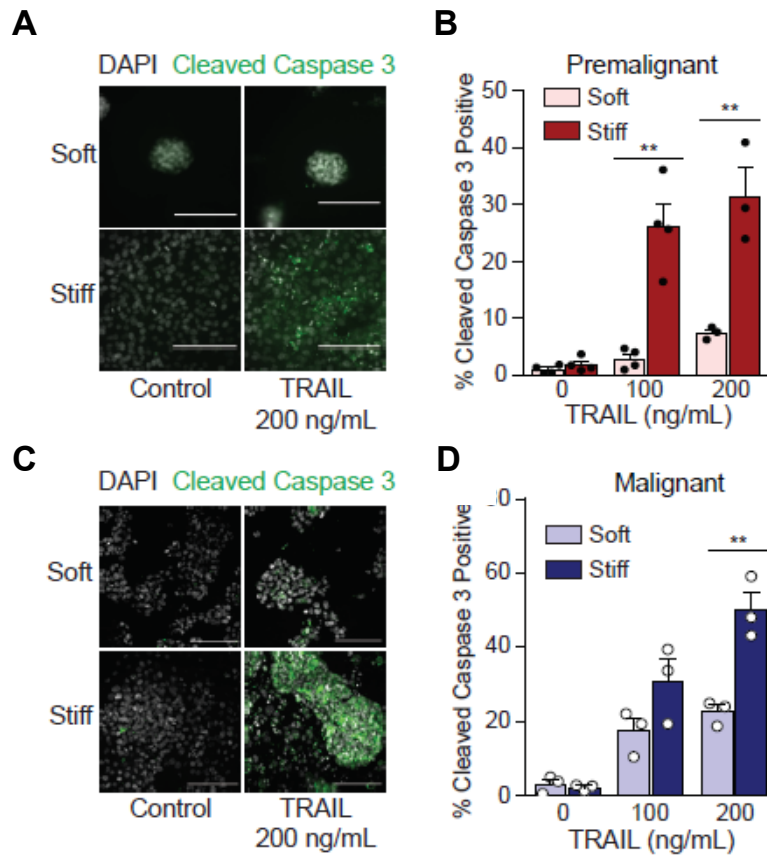 A
DAPI Cleaved Caspase 3
Soft
Stiff
Control
TRAIL
200 ng/mL
B
Premalignant
% Cleaved Caspase 3 Positive
50
40
30
20
10
0
Soft
Stiff
**
**
0 100 200
TRAIL (ng/mL)
C
DAPI Cleaved Caspase 3
Soft
Stiff
Control
TRAIL
200 ng/mL
D
Malignant
% Cleaved Caspase 3 Positive
60
40
20
0
Soft
Stiff
**
0 100 200
TRAIL (ng/mL)